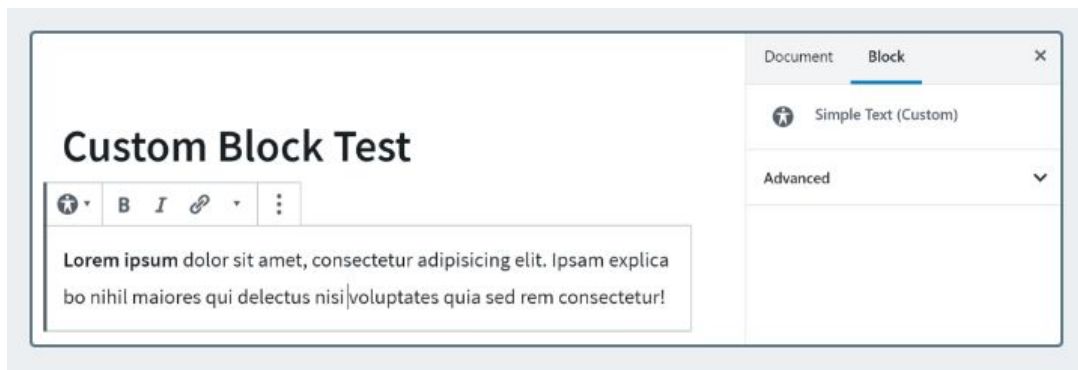 Document Block
Simple Text (Custom)
Custom Block Test
Advanced
B I
Lorem ipsum dolor sit amet, consectetur adipisicing elit. Ipsam explica
bo nihil maiores qui delectus nisi voluptates quia sed rem consectetur!